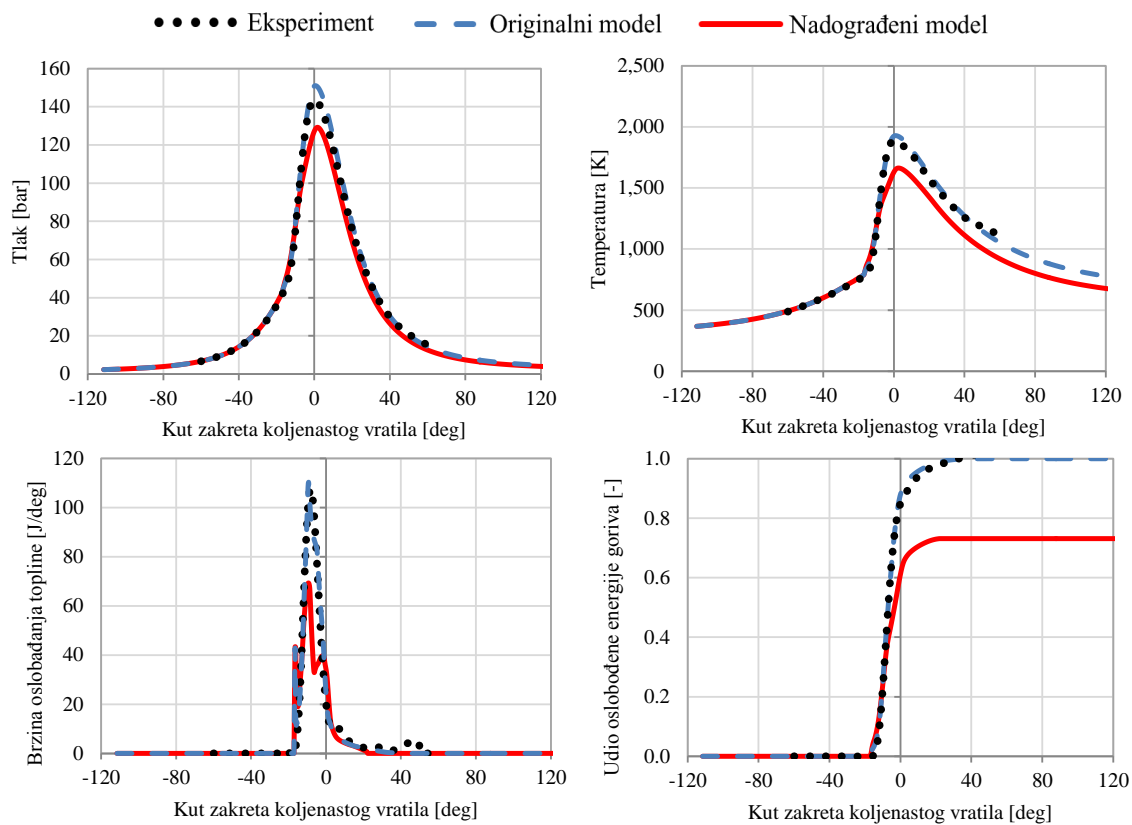 Eksperiment Originalni model Nadograđeni model
160
140
120
100
80
60
40
20
0
-120 -80 -40 0 40 80 120
Tlak [bar]
Kut zakreta koljenastog vratila [deg]
2,500
2,000
1,500
1,000
500
0
-120 -80 -40 0 40 80 120
Temperatura [K]
Kut zakreta koljenastog vratila [deg]
120
100
80
60
40
20
0
-120 -80 -40 0 40 80 120
Brzina oslobađanja topline [J/deg]
Kut zakreta koljenastog vratila [deg]
1.0
0.8
0.6
0.4
0.2
0.0
-120 -80 -40 0 40 80 120
Udio oslobođene energije goriva [-]
Kut zakreta koljenastog vratila [deg]